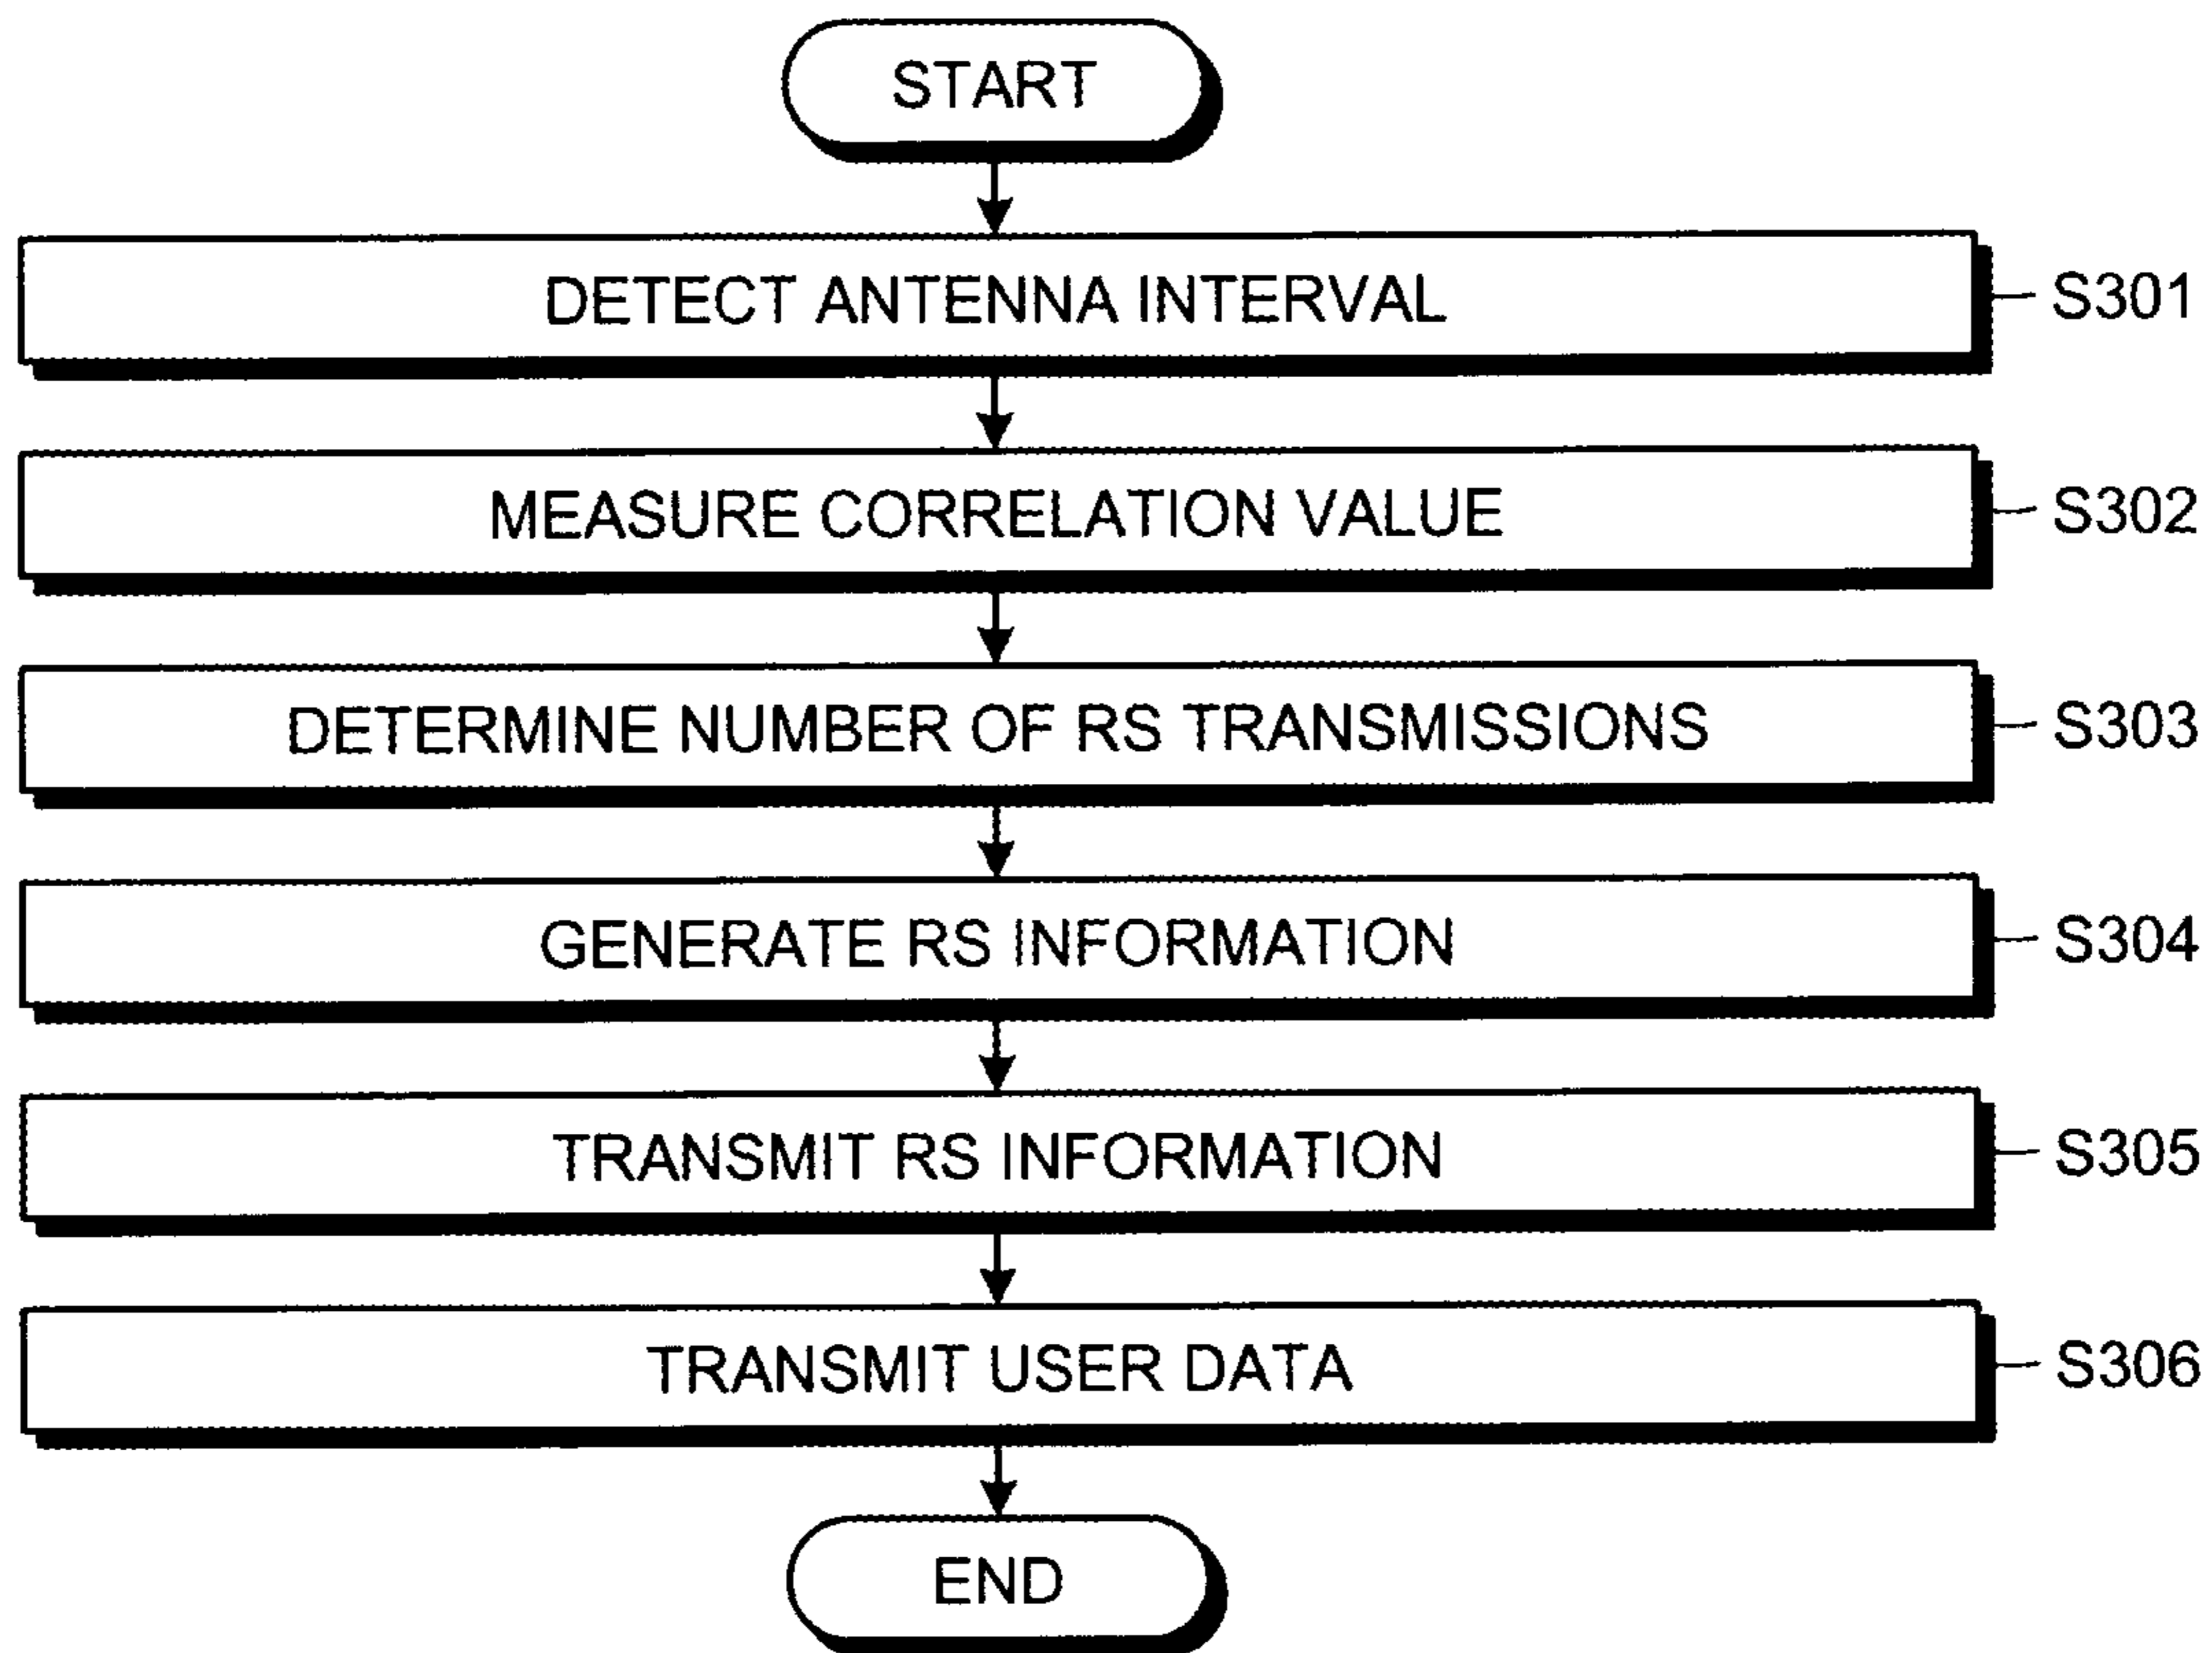 START
DETECT ANTENNA INTERVAL S301
MEASURE CORRELATION VALUE S302
DETERMINE NUMBER OF RS TRANSMISSIONS S303
GENERATE RS INFORMATION S304
TRANSMIT RS INFORMATION S305
TRANSMIT USER DATA S306
END